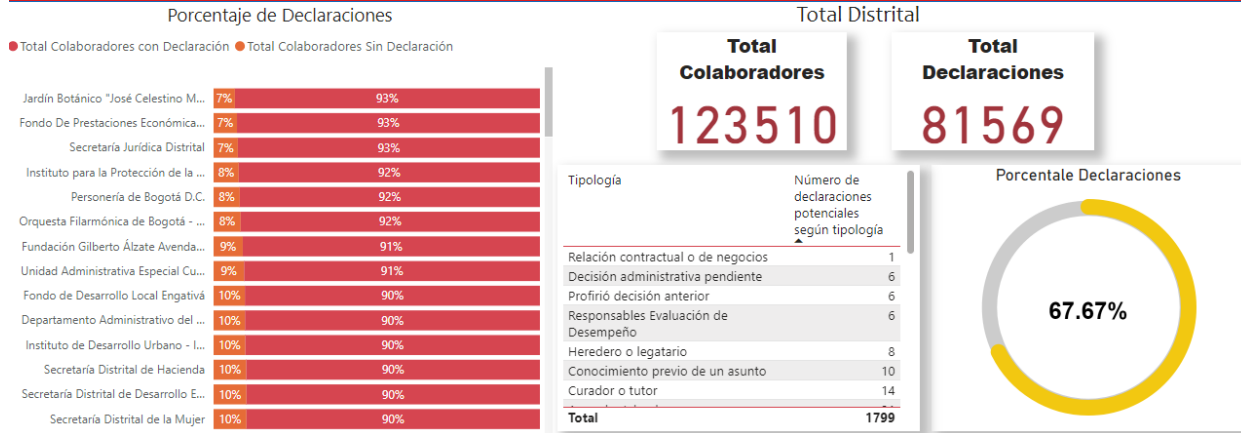 Porcentaje de Declaraciones
Total Colaboradores con Declaración
Total Colaboradores Sin Declaración
Jardín Botánico "José Celestino M... 7% 93%
Fondo De Prestaciones Económica... 7% 93%
Secretaría Jurídica Distrital 7% 93%
Instituto para la Protección de la ... 8% 92%
Personería de Bogotá D.C. 8% 92%
Orquesta Filarmónica de Bogotá - ... 8% 92%
Fundación Gilberto Álzate Avenda... 9% 91%
Unidad Administrativa Especial Cu... 9% 91%
Fondo de Desarrollo Local Engativá 10% 90%
Departamento Administrativo del ... 10% 90%
Instituto de Desarrollo Urbano - I... 10% 90%
Secretaría Distrital de Hacienda 10% 90%
Secretaría Distrital de Desarrollo E... 10% 90%
Secretaría Distrital de la Mujer 10% 90%
Total Distrital
Total
Colaboradores
123510
Total
Declaraciones
81569
Tipología
Número de
declaraciones
potenciales
según tipología
Relación contractual o de negocios 1
Decisión administrativa pendiente 6
Profirió decisión anterior 6
Responsables Evaluación de 6
Desempeño
Heredero o legatario 8
Conocimiento previo de un asunto 10
Curador o tutor 14
Total 1799
Porcentale Declaraciones
67.67%